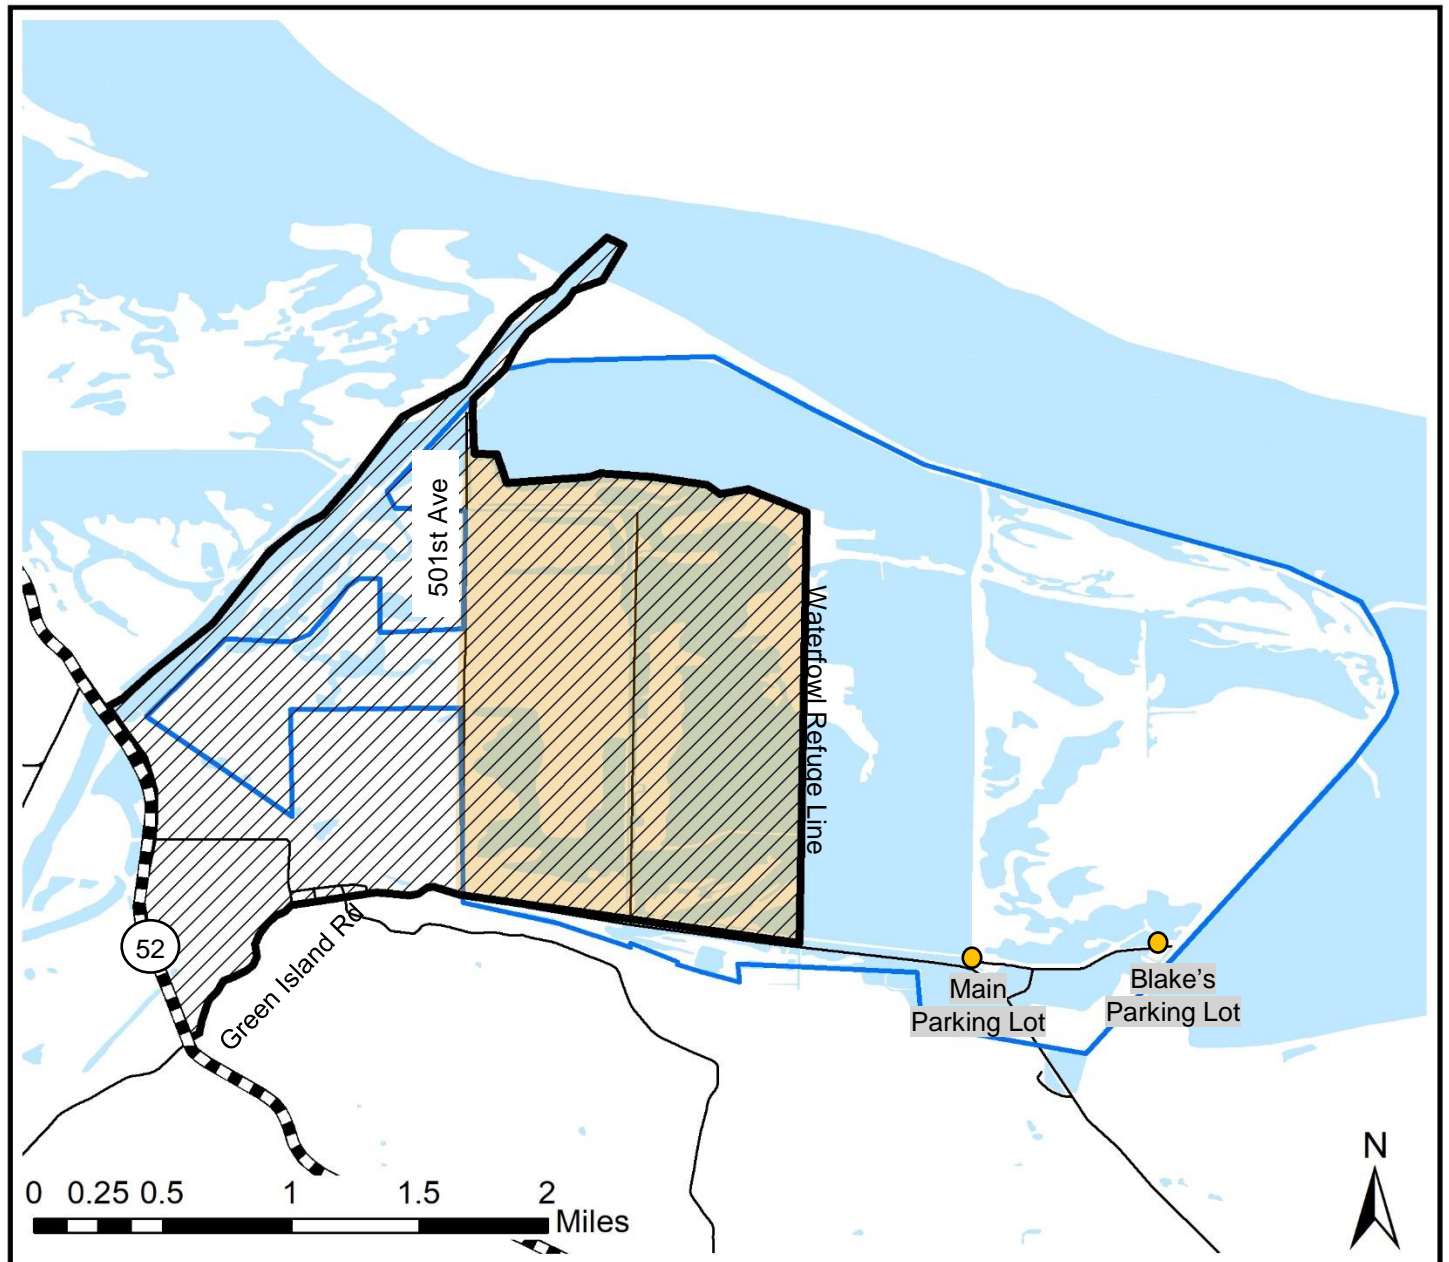 501st Ave
Waterfowl Refuge Line
52
Green Island Rd
Main
Parking Lot
Blake's
Parking Lot
N
0 0.25 0.5 1 1.5 2
Miles